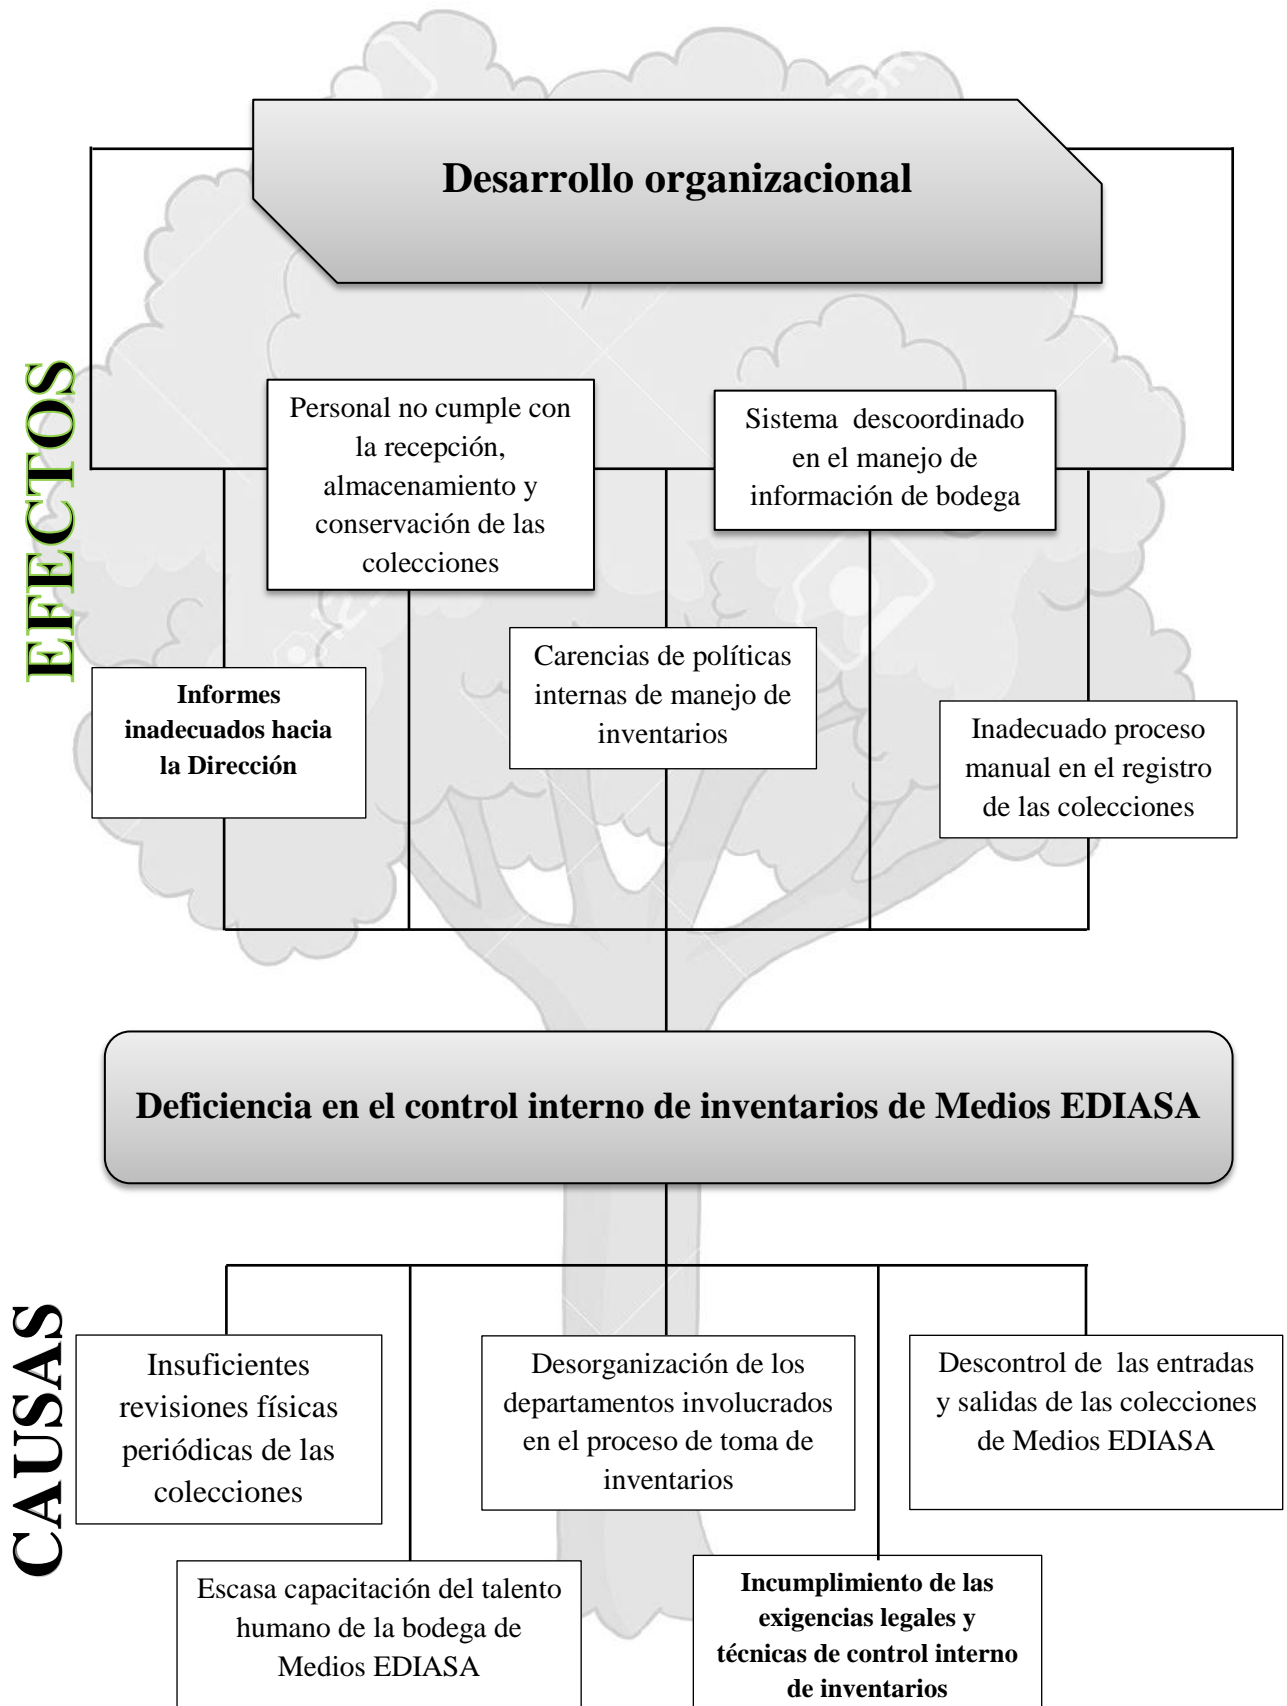 Desarrollo organizacional
EFECTOS
Personal no cumple con
la recepción,
almacenamiento y
conservación de las
colecciones
Sistema descoordinado
en el manejo de
información de bodega
Informes
inadecuados hacia
la Dirección
Carencias de políticas
internas de manejo de
inventarios
Inadecuado proceso
manual en el registro
de las colecciones
Deficiencia en el control interno de inventarios de Medios EDIASA
CAUSAS
Insuficientes
revisiones físicas
periódicas de las
colecciones
Desorganización de los
departamentos involucrados
en el proceso de toma de
inventarios
Descontrol de las entradas
y salidas de las colecciones
de Medios EDIASA
Escasa capacitación del talento
humano de la bodega de
Medios EDIASA
Incumplimiento de las
exigencias legales y
técnicas de control interno
de inventarios